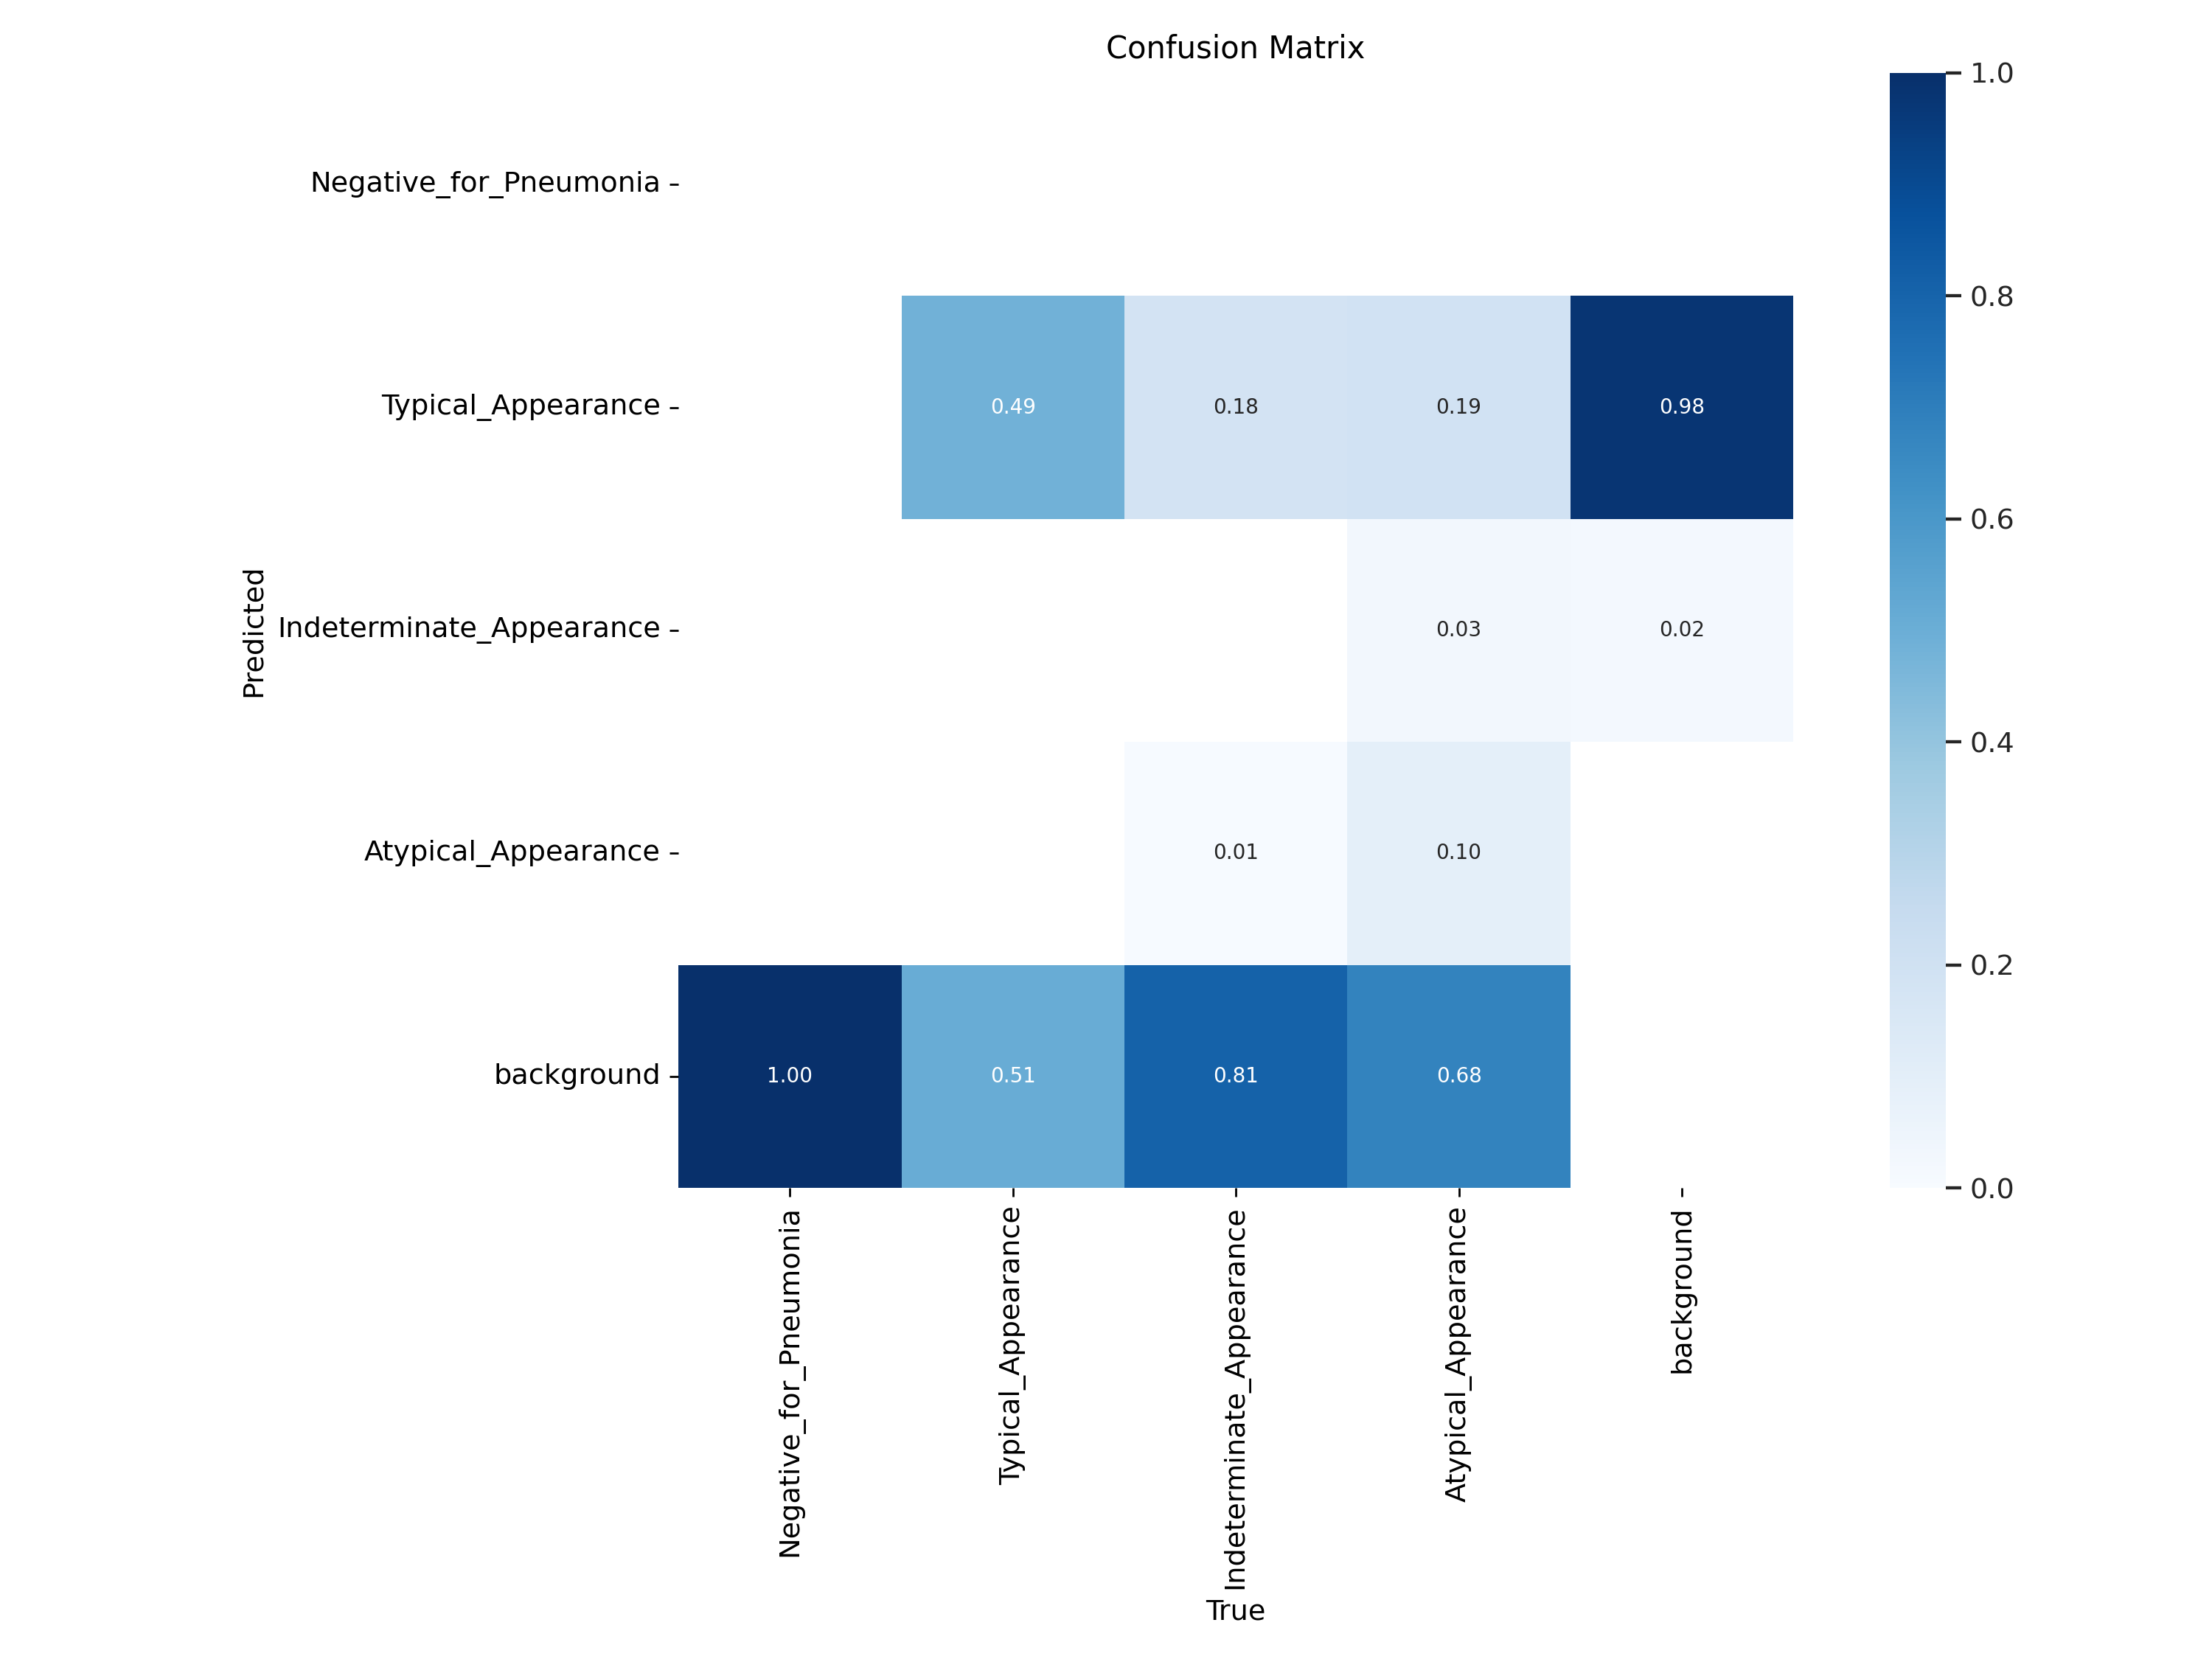 Confusion Matrix
1.0
Negative_for_Pneumonia
0.8
Typical_Appearance
0.49 0.18 0.19 0.98
0.6
Predicted
Indeterminate_Appearance
0.03 0.02
0.4
Atypical_Appearance
0.01 0.10
0.2
background
1.00 0.51 0.81 0.68
0.0
Negative_for_Pneumonia
Typical_Appearance
Indeterminate_Appearance
Atypical_Appearance
background
True